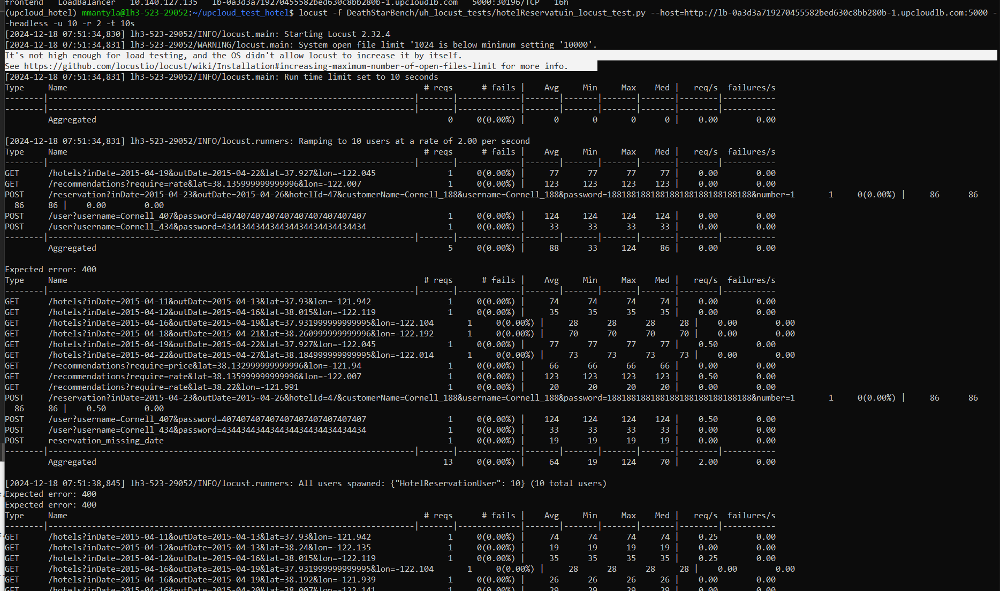 frontend   LoadBalancer   10.140.127.135   lb-0a3d3a719270455582bed630c8bb280b-1.upcloudlb.com   5000:30196/TCP   16h
(upcloud_hotel) mmantyla@lh3-523-29052:~/upcloud_test_hotel$ locust -f DeathStarBench/uh_locust_tests/hotelReservatuin_locust_test.py --host=http://lb-0a3d3a719270455582bed630c8bb280b-1.upcloudlb.com:5000 -
-headless -u 10 -r 2 -t 10s
[2024-12-18 07:51:34,830] lh3-523-29052/INFO/locust.main: Starting Locust 2.32.4
[2024-12-18 07:51:34,831] lh3-523-29052/WARNING/locust.main: System open file limit '1024 is below minimum setting '10000'.
It's not high enough for load testing, and the OS didn't allow locust to increase it by itself.
See https://github.com/locustio/locust/wiki/Installation#increasing-maximum-number-of-open-files-limit for more info.
[2024-12-18 07:51:34,831] lh3-523-29052/INFO/locust.main: Run time limit set to 10 seconds
Type     Name     # reqs     # fails |    Avg     Min     Max    Med |   req/s  failures/s
--------|----------------------------------------------------------------------------|-------|-------------|-------|-------|-------|-------|--------|-----------
--------|----------------------------------------------------------------------------|-------|-------------|-------|-------|-------|-------|--------|-----------
Aggregated     0     0(0.00%) |      0       0       0      0 |    0.00        0.00
[2024-12-18 07:51:34,831] lh3-523-29052/INFO/locust.runners: Ramping to 10 users at a rate of 2.00 per second
Type     Name     # reqs     # fails |    Avg     Min     Max    Med |   req/s  failures/s
--------|----------------------------------------------------------------------------|-------|-------------|-------|-------|-------|-------|--------|-----------
GET      /hotels?inDate=2015-04-19&outDate=2015-04-22&lat=37.927&lon=-122.045     1     0(0.00%) |     77      77      77     77 |    0.00        0.00
GET      /recommendations?require=rate&lat=38.135999999999996&lon=-122.007     1     0(0.00%) |    123     123     123    123 |    0.00        0.00
POST     /reservation?inDate=2015-04-23&outDate=2015-04-26&hotelId=47&customerName=Cornell_188&username=Cornell_188&password=188188188188188188188188188188&number=1       1     0(0.00%) |     86      86
86     86 |    0.00        0.00
POST     /user?username=Cornell_407&password=407407407407407407407407407407     1     0(0.00%) |    124     124     124    124 |    0.00        0.00
POST     /user?username=Cornell_434&password=434434434434434434434434434434     1     0(0.00%) |     33      33      33     33 |    0.00        0.00
--------|----------------------------------------------------------------------------|-------|-------------|-------|-------|-------|-------|--------|-----------
Aggregated     5     0(0.00%) |     88      33     124     86 |    0.00        0.00
Expected error: 400
Type     Name     # reqs     # fails |    Avg     Min     Max    Med |   req/s  failures/s
--------|----------------------------------------------------------------------------|-------|-------------|-------|-------|-------|-------|--------|-----------
GET      /hotels?inDate=2015-04-11&outDate=2015-04-13&lat=37.93&lon=-121.942     1     0(0.00%) |     74      74      74     74 |    0.00        0.00
GET      /hotels?inDate=2015-04-12&outDate=2015-04-16&lat=38.015&lon=-122.119     1     0(0.00%) |     35      35      35     35 |    0.00        0.00
GET      /hotels?inDate=2015-04-16&outDate=2015-04-19&lat=37.931999999999995&lon=-122.104     1     0(0.00%) |     28      28      28     28 |    0.00        0.00
GET      /hotels?inDate=2015-04-18&outDate=2015-04-21&lat=38.260999999999996&lon=-122.192     1     0(0.00%) |     70      70      70     70 |    0.00        0.00
GET      /hotels?inDate=2015-04-19&outDate=2015-04-22&lat=37.927&lon=-122.045     1     0(0.00%) |     77      77      77     77 |    0.50        0.00
GET      /hotels?inDate=2015-04-22&outDate=2015-04-27&lat=38.184999999999995&lon=-122.014     1     0(0.00%) |     73      73      73     73 |    0.00        0.00
GET      /recommendations?require=price&lat=38.132999999999996&lon=-121.94     1     0(0.00%) |     66      66      66     66 |    0.00        0.00
GET      /recommendations?require=rate&lat=38.135999999999996&lon=-122.007     1     0(0.00%) |    123     123     123    123 |    0.50        0.00
GET      /recommendations?require=rate&lat=38.22&lon=-121.991     1     0(0.00%) |     20      20      20     20 |    0.00        0.00
POST     /reservation?inDate=2015-04-23&outDate=2015-04-26&hotelId=47&customerName=Cornell_188&username=Cornell_188&password=188188188188188188188188188188&number=1       1     0(0.00%) |     86      86
86     86 |    0.50        0.00
POST     /user?username=Cornell_407&password=407407407407407407407407407407     1     0(0.00%) |    124     124     124    124 |    0.50        0.00
POST     /user?username=Cornell_434&password=434434434434434434434434434434     1     0(0.00%) |     33      33      33     33 |    0.00        0.00
POST     reservation_missing_date     1     0(0.00%) |     19      19      19     19 |    0.00        0.00
--------|----------------------------------------------------------------------------|-------|-------------|-------|-------|-------|-------|--------|-----------
Aggregated     13     0(0.00%) |     64      19     124     70 |    2.00        0.00
[2024-12-18 07:51:38,845] lh3-523-29052/INFO/locust.runners: All users spawned: {"HotelReservationUser": 10} (10 total users)
Expected error: 400
Expected error: 400
Type     Name     # reqs     # fails |    Avg     Min     Max    Med |   req/s  failures/s
--------|----------------------------------------------------------------------------|-------|-------------|-------|-------|-------|-------|--------|-----------
GET      /hotels?inDate=2015-04-11&outDate=2015-04-13&lat=37.93&lon=-121.942     1     0(0.00%) |     74      74      74     74 |    0.25        0.00
GET      /hotels?inDate=2015-04-12&outDate=2015-04-13&lat=38.24&lon=-122.135     1     0(0.00%) |     19      19      19     19 |    0.00        0.00
GET      /hotels?inDate=2015-04-12&outDate=2015-04-16&lat=38.015&lon=-122.119     1     0(0.00%) |     35      35      35     35 |    0.25        0.00
GET      /hotels?inDate=2015-04-16&outDate=2015-04-19&lat=37.931999999999995&lon=-122.104     1     0(0.00%) |     28      28      28     28 |    0.00        0.00
GET      /hotels?inDate=2015-04-16&outDate=2015-04-19&lat=38.192&lon=-121.939     1     0(0.00%) |     26      26      26     26 |    0.00        0.00
GET      /hotels?inDate=2015-04-16&outDate=2015-04-20&lat=38.007&lon=-122.141     1     0(0.00%) |     29      29      29     29 |    0.00        0.00